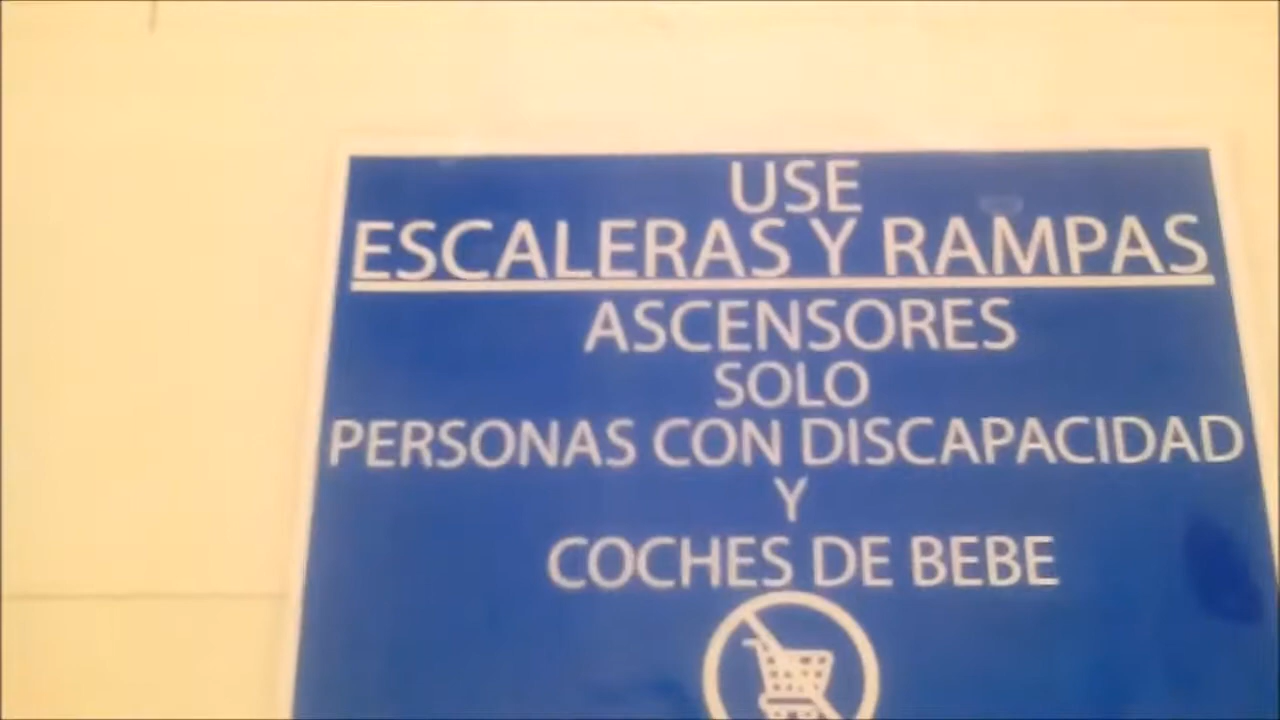 USE
ESCALERAS Y RAMPAS
ASCENSORES
SOLO
PERSONAS CON DISCAPACIDAD
Y
COCHES DE BEBE